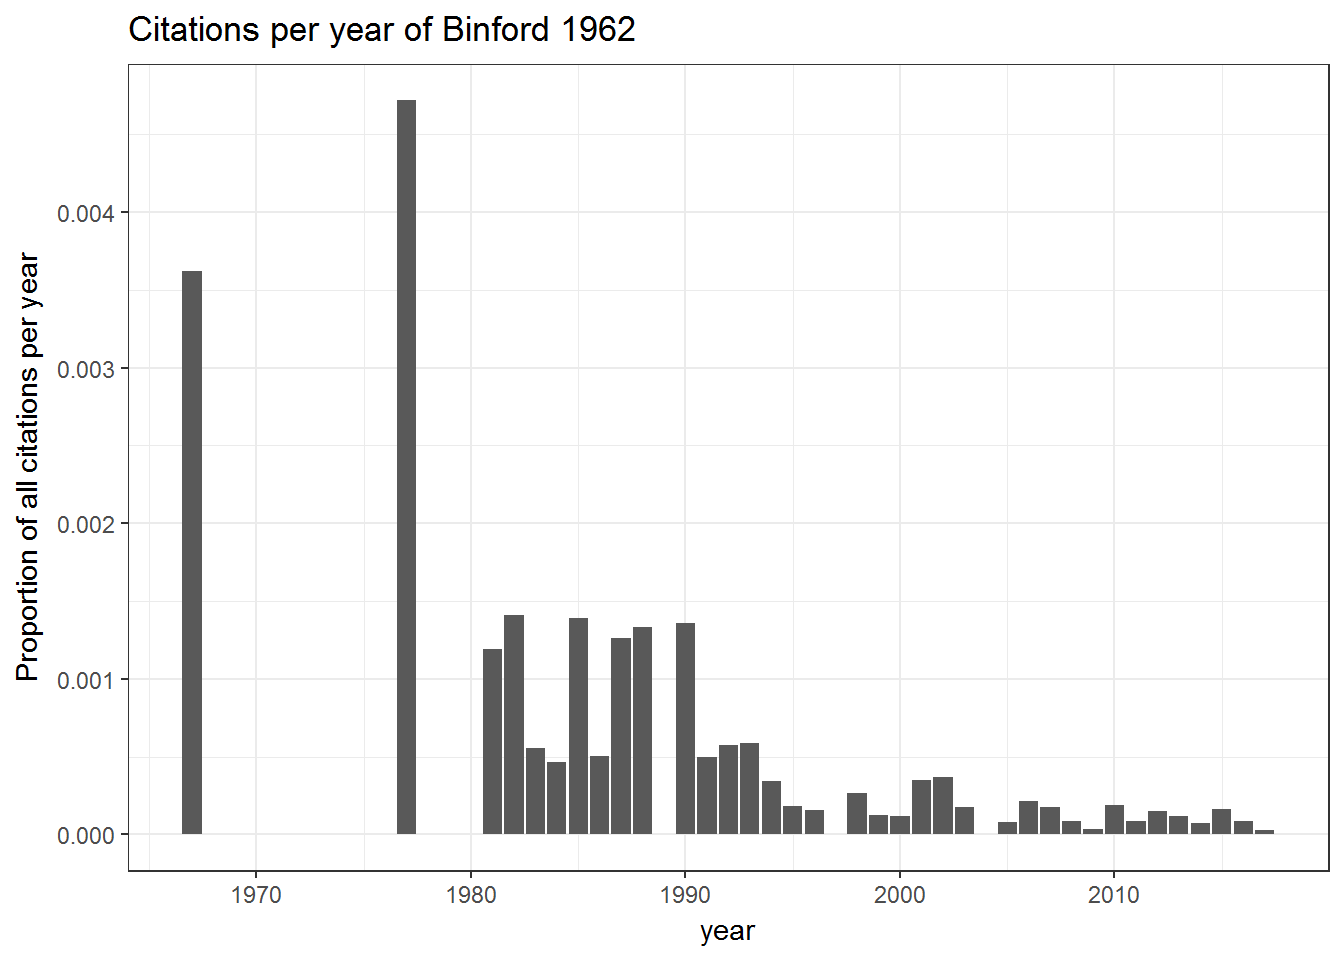 Citations per year of Binford 1962
Proportion of all citations per year
0.004
0.003
0.002
0.001
0.000
1970 1980 1990 2000 2010
year